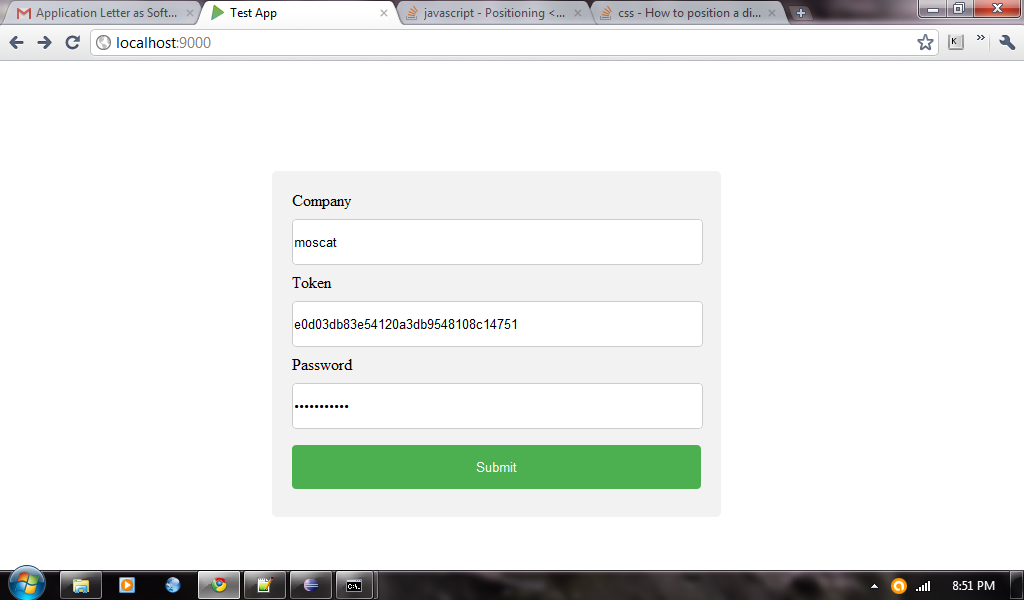 Application Letter as Soft...
Test App
javascript - Positioning <...
css - How to position a di...
localhost:9000
K
Company
moscat
Token
e0d03db83e54120a3db9548108c14751
Password
•••••••••••
Submit
C:\.
8:51 PM